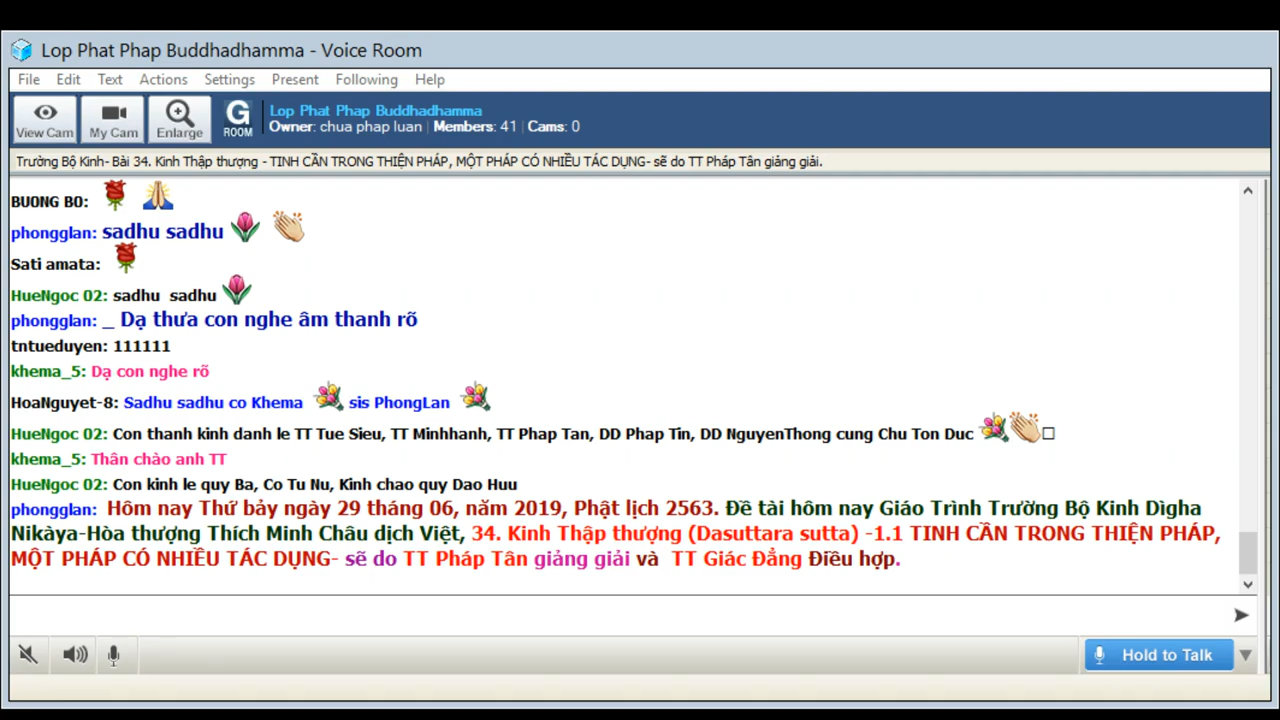 Lop Phat Phap Buddhadhamma - Voice Room
File Edit Text Actions Settings Present Following Help
View Cam My Cam Enlarge G ROOM
Lop Phat Phap Buddhadhamma
Owner: chua phap luan | Members: 41 | Cams: 0
Trường Bộ Kinh- Bài 34. Kinh Thập thượng - TINH CẦN TRONG THIỆN PHÁP, MỘT PHÁP CÓ NHIỀU TÁC DỤNG- sẽ do TT Pháp Tân giảng giải.
BUONG BO:
phongglan: sadhu sadhu
Sati amata:
HueNgoc 02: sadhu sadhu
phongglan: _ Dạ thưa con nghe âm thanh rõ
tntueduyen: 111111
khema_5: Dạ con nghe rõ
HoaNguyet-8: Sadhu sadhu co Khema sis PhongLan
HueNgoc 02: Con thanh kinh danh le TT Tue Sieu, TT Minhhanh, TT Phap Tan, DD Phap Tin, DD NguyenThong cung Chu Ton Duc
khema_5: Thân chào anh TT
HueNgoc 02: Con kinh le quy Ba, Co Tu Nu, Kinh chao quy Dao Huu
phongglan: Hôm nay Thứ bảy ngày 29 tháng 06, năm 2019, Phật lịch 2563. Đề tài hôm nay Giáo Trình Trường Bộ Kinh Dìgha
Nikàya-Hòa thượng Thích Minh Châu dịch Việt, 34. Kinh Thập thượng (Dasuttara sutta) -1.1 TINH CẦN TRONG THIỆN PHÁP,
MỘT PHÁP CÓ NHIỀU TÁC DỤNG- sẽ do TT Pháp Tân giảng giải và TT Giác Đẳng Điều hợp.
Hold to Talk